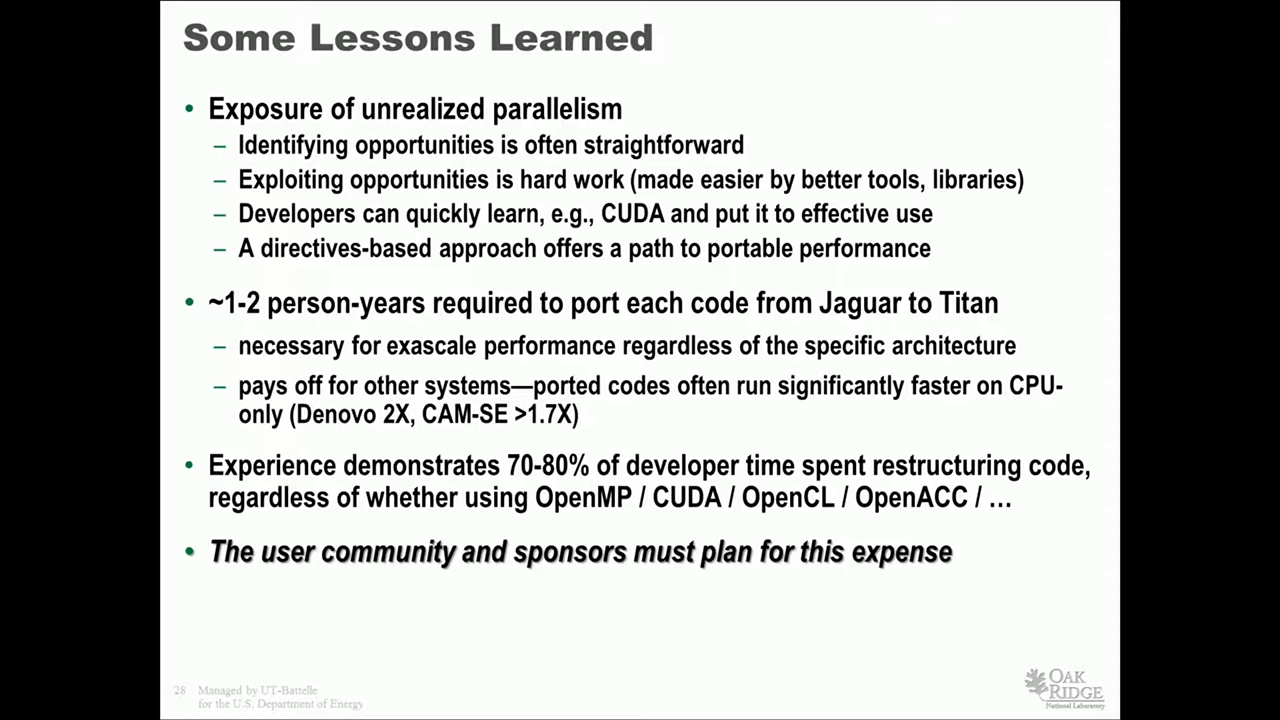 Some Lessons Learned
• Exposure of unrealized parallelism
– Identifying opportunities is often straightforward
– Exploiting opportunities is hard work (made easier by better tools, libraries)
– Developers can quickly learn, e.g., CUDA and put it to effective use
– A directives-based approach offers a path to portable performance
• ~1-2 person-years required to port each code from Jaguar to Titan
– necessary for exascale performance regardless of the specific architecture
– pays off for other systems—ported codes often run significantly faster on CPU-
only (Denovo 2X, CAM-SE >1.7X)
• Experience demonstrates 70-80% of developer time spent restructuring code,
regardless of whether using OpenMP / CUDA / OpenCL / OpenACC / …
• The user community and sponsors must plan for this expense
28 Managed by UT-Battelle
for the U.S. Department of Energy
OAK
RIDGE
National Laboratory